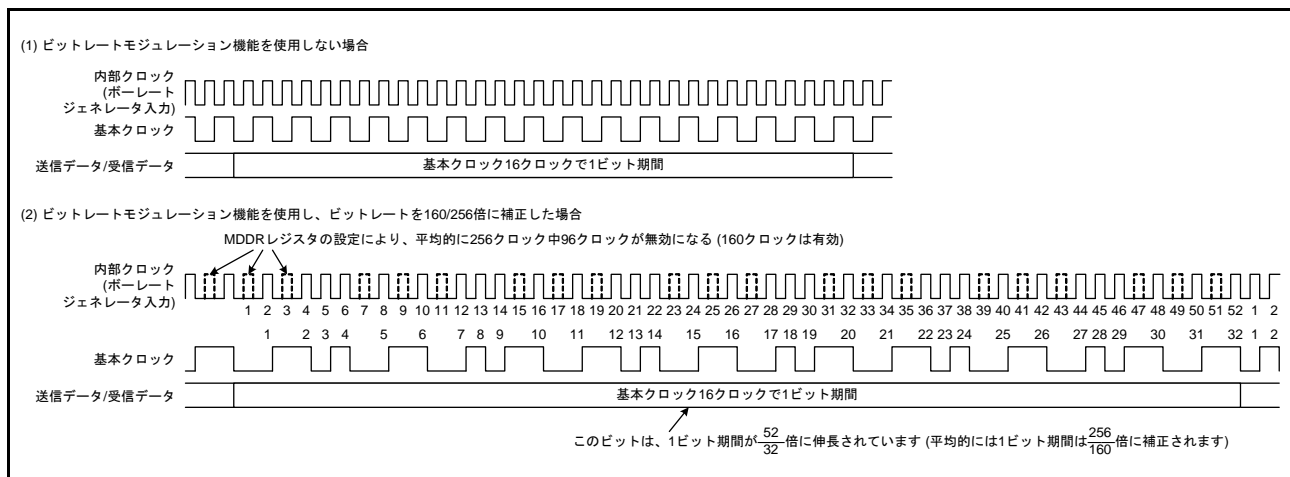 (1) ビットレートモジュレーション機能を使用しない場合
内部クロック
(ボーレート
ジェネレータ入力)
基本クロック
送信データ/受信データ
基本クロック16クロックで1ビット期間
(2) ビットレートモジュレーション機能を使用し、ビットレートを160/256倍に補正した場合
MDDRレジスタの設定により、平均的に256クロック中96クロックが無効になる (160クロックは有効)
内部クロック
(ボーレート
ジェネレータ入力)
1 2 3 4 5 6 7 8 9 10 11 12 13 14 15 16 17 18 19 20 21 22 23 24 25 26 27 28 29 30 31 32 33 34 35 36 37 38 39 40 41 42 43 44 45 46 47 48 49 50 51 52 1 2
1 2 3 4 5 6 7 8 9 10 11 12 13 14 15 16 17 18 19 20 21 22 23 24 25 26 27 28 29 30 31 32 1 2
基本クロック
送信データ/受信データ
基本クロック16クロックで1ビット期間
このビットは、1ビット期間が52/32倍に伸長されています (平均的には1ビット期間は256/160倍に補正されます)